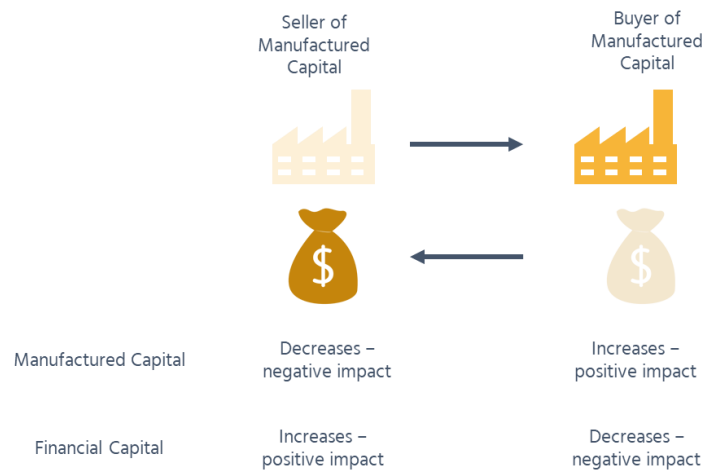 Seller of
Manufactured
Capital
Buyer of
Manufactured
Capital
$
$
Manufactured Capital
Decreases –
negative impact
Increases –
positive impact
Financial Capital
Increases –
positive impact
Decreases –
negative impact